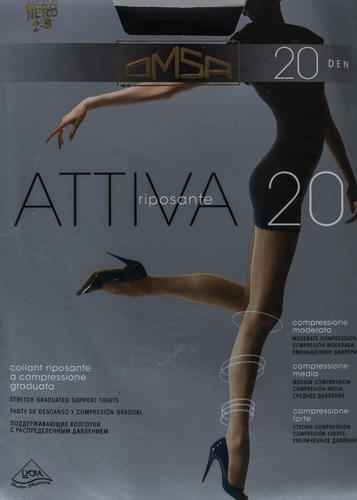 NERO
NERO
2-S
OMSA
20 DEN
ATTIVA 20
riposante
compressione
moderata
MODERATE COMPRESSION
COMPRESIÓN MODERADA
УМЕНЬШЕННОЕ ДАВЛЕНИЕ
compressione
media
MEDIUM COMPRESSION
COMPRESIÓN MEDIA
СРЕДНЕЕ ДАВЛЕНИЕ
compressione
forte
STRONG COMPRESSION
COMPRESIÓN FUERTE
УВЕЛИЧЕННОЕ ДАВЛЕНИЕ
collant riposante
a compressione
graduata
STRETCH GRADUATED SUPPORT TIGHTS
PANTY DE DESCANSO Y COMPRESIÓN GRADUAL
ПОДДЕРЖИВАЮЩИЕ КОЛГОТКИ
С РАСПРЕДЕЛЕННЫМ ДАВЛЕНИЕМ
LYCRA